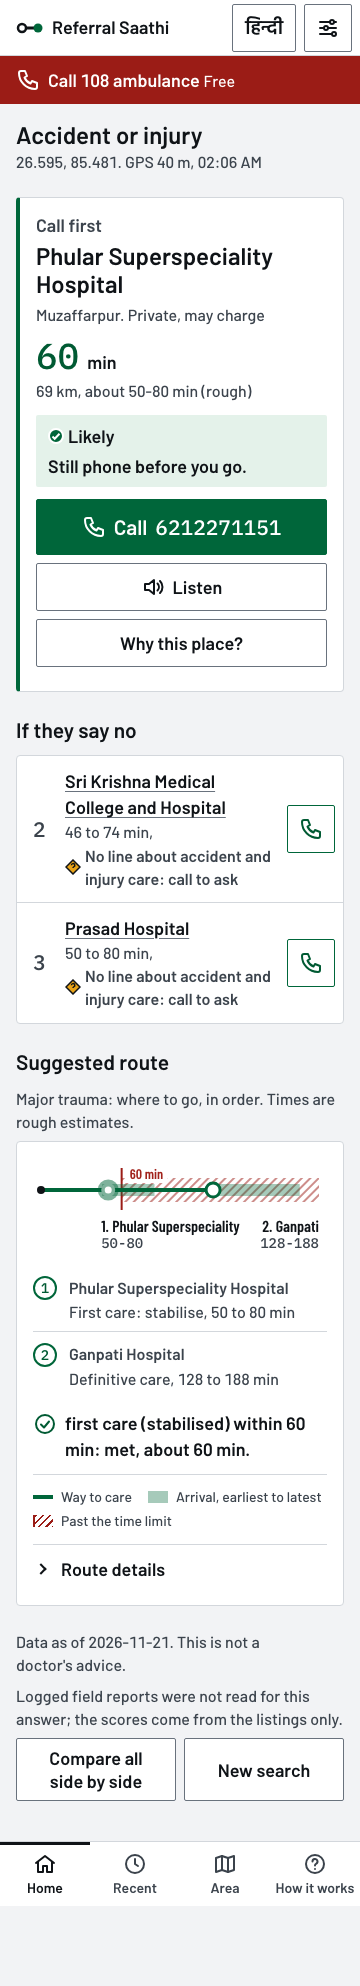 Referral Saathi
हिन्दी
Call 108 ambulance Free
Accident or injury
26.595, 85.481. GPS 40 m, 02:06 AM
Call first
Phular Superspeciality
Hospital
Muzaffarpur. Private, may charge
60 min
69 km, about 50-80 min (rough)
Likely
Still phone before you go.
Call 6212271151
Listen
Why this place?
If they say no
2
Sri Krishna Medical
College and Hospital
46 to 74 min,
? No line about accident and
injury care: call to ask
3
Prasad Hospital
50 to 80 min,
? No line about accident and
injury care: call to ask
Suggested route
Major trauma: where to go, in order. Times are
rough estimates.
60 min
1. Phular Superspeciality 2. Ganpati
50-80 128-188
1 Phular Superspeciality Hospital
First care: stabilise, 50 to 80 min
2 Ganpati Hospital
Definitive care, 128 to 188 min
first care (stabilised) within 60
min: met, about 60 min.
Way to care Arrival, earliest to latest
Past the time limit
Route details
Data as of 2026-11-21. This is not a
doctor's advice.
Logged field reports were not read for this
answer; the scores come from the listings only.
Compare all
side by side
New search
Home Recent Area ? How it works